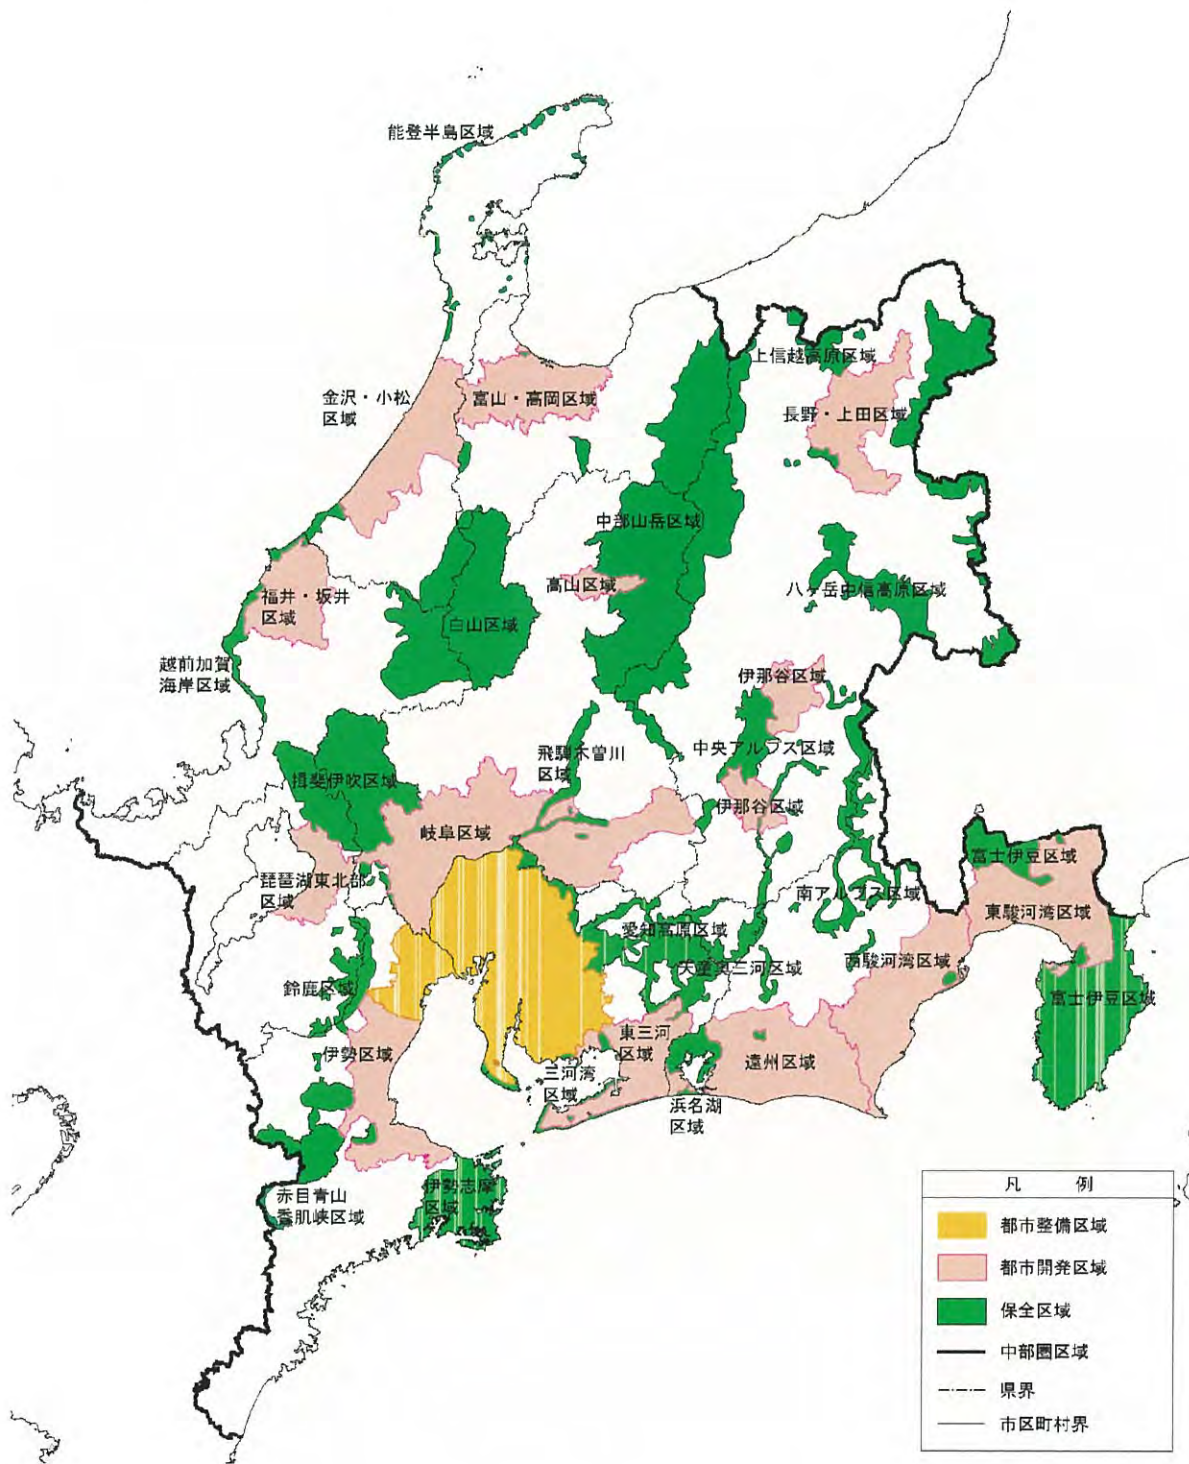 能登半島区域
上信越高原区域
金沢・小松
区域
富山・高岡区域
長野・上田区域
中部山岳区域
高山区域
八ヶ岳中信高原区域
福井・坂井
区域
白山区域
越前加賀
海岸区域
伊那谷区域
中央アルプス区域
飛騨木曽川
区域
揖斐伊吹区域
伊那谷区域
岐阜区域
富士伊豆区域
琵琶湖東北部
区域
南アルプス区域
東駿河湾区域
愛知高原区域
天竜奥三河区域
西駿河湾区域
鈴鹿区域
富士伊豆区域
伊勢区域
東三河
区域
遠州区域
三河湾
区域
浜名湖
区域
赤目青山
香肌峡区域
伊勢志摩
区域
凡 例
都市整備区域
都市開発区域
保全区域
中部圏区域
県界
市区町村界